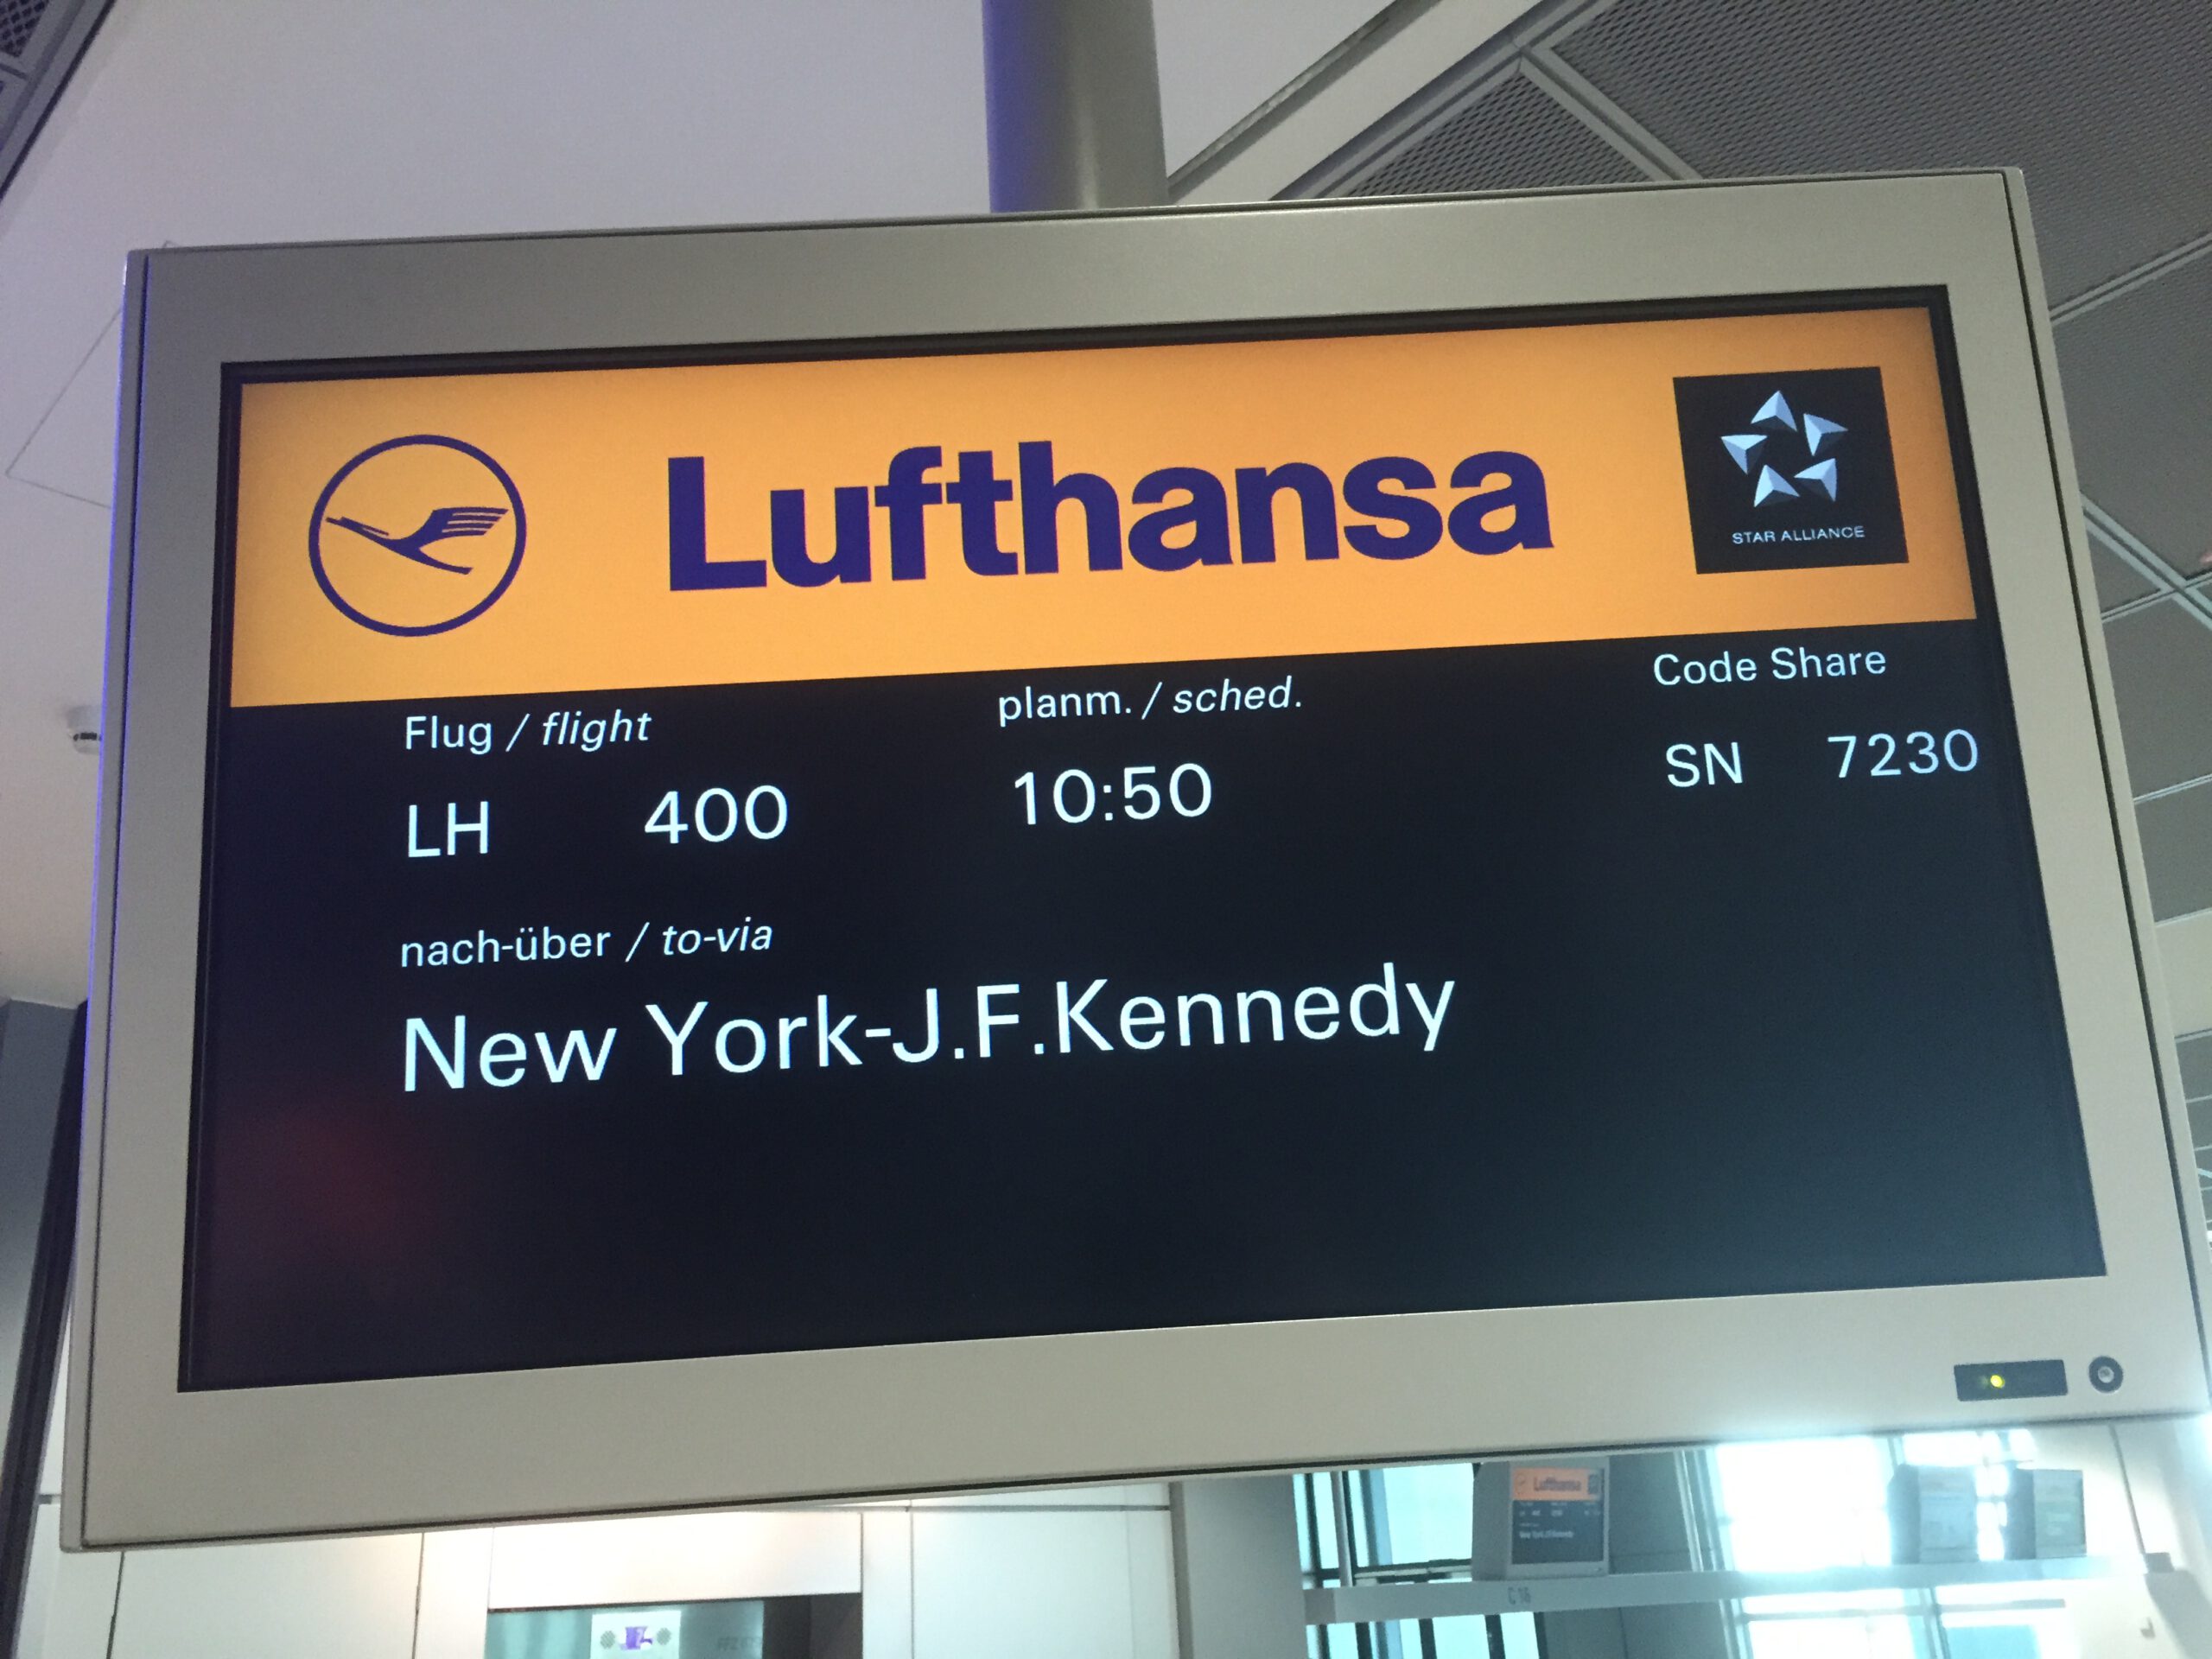 Lufthansa
STAR ALLIANCE
Flug / flight
planm. / sched.
Code Share
LH 400
10:50
SN 7230
nach-über / to-via
New York-J.F.Kennedy
Lufthansa